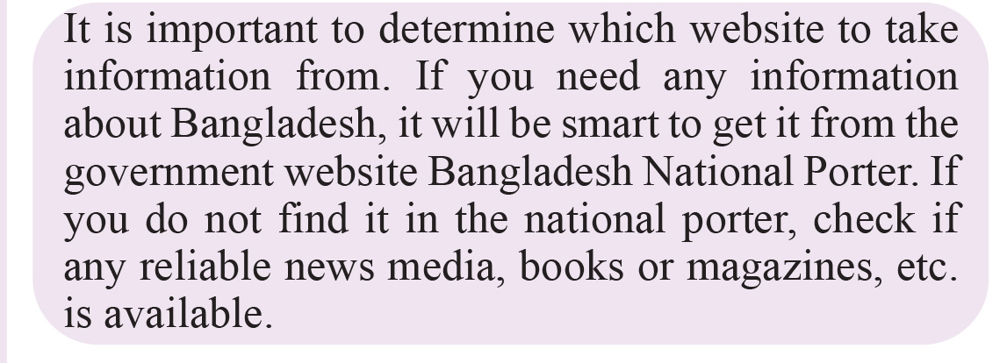 It is important to determine which website to take
information from. If you need any information
about Bangladesh, it will be smart to get it from the
government website Bangladesh National Porter. If
you do not find it in the national porter, check if
any reliable news media, books or magazines, etc.
is available.